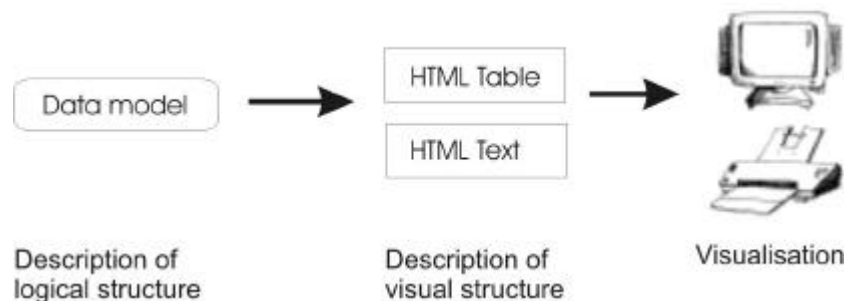 Data model
HTML Table
HTML Text
Description of
logical structure
Description of
visual structure
Visualisation